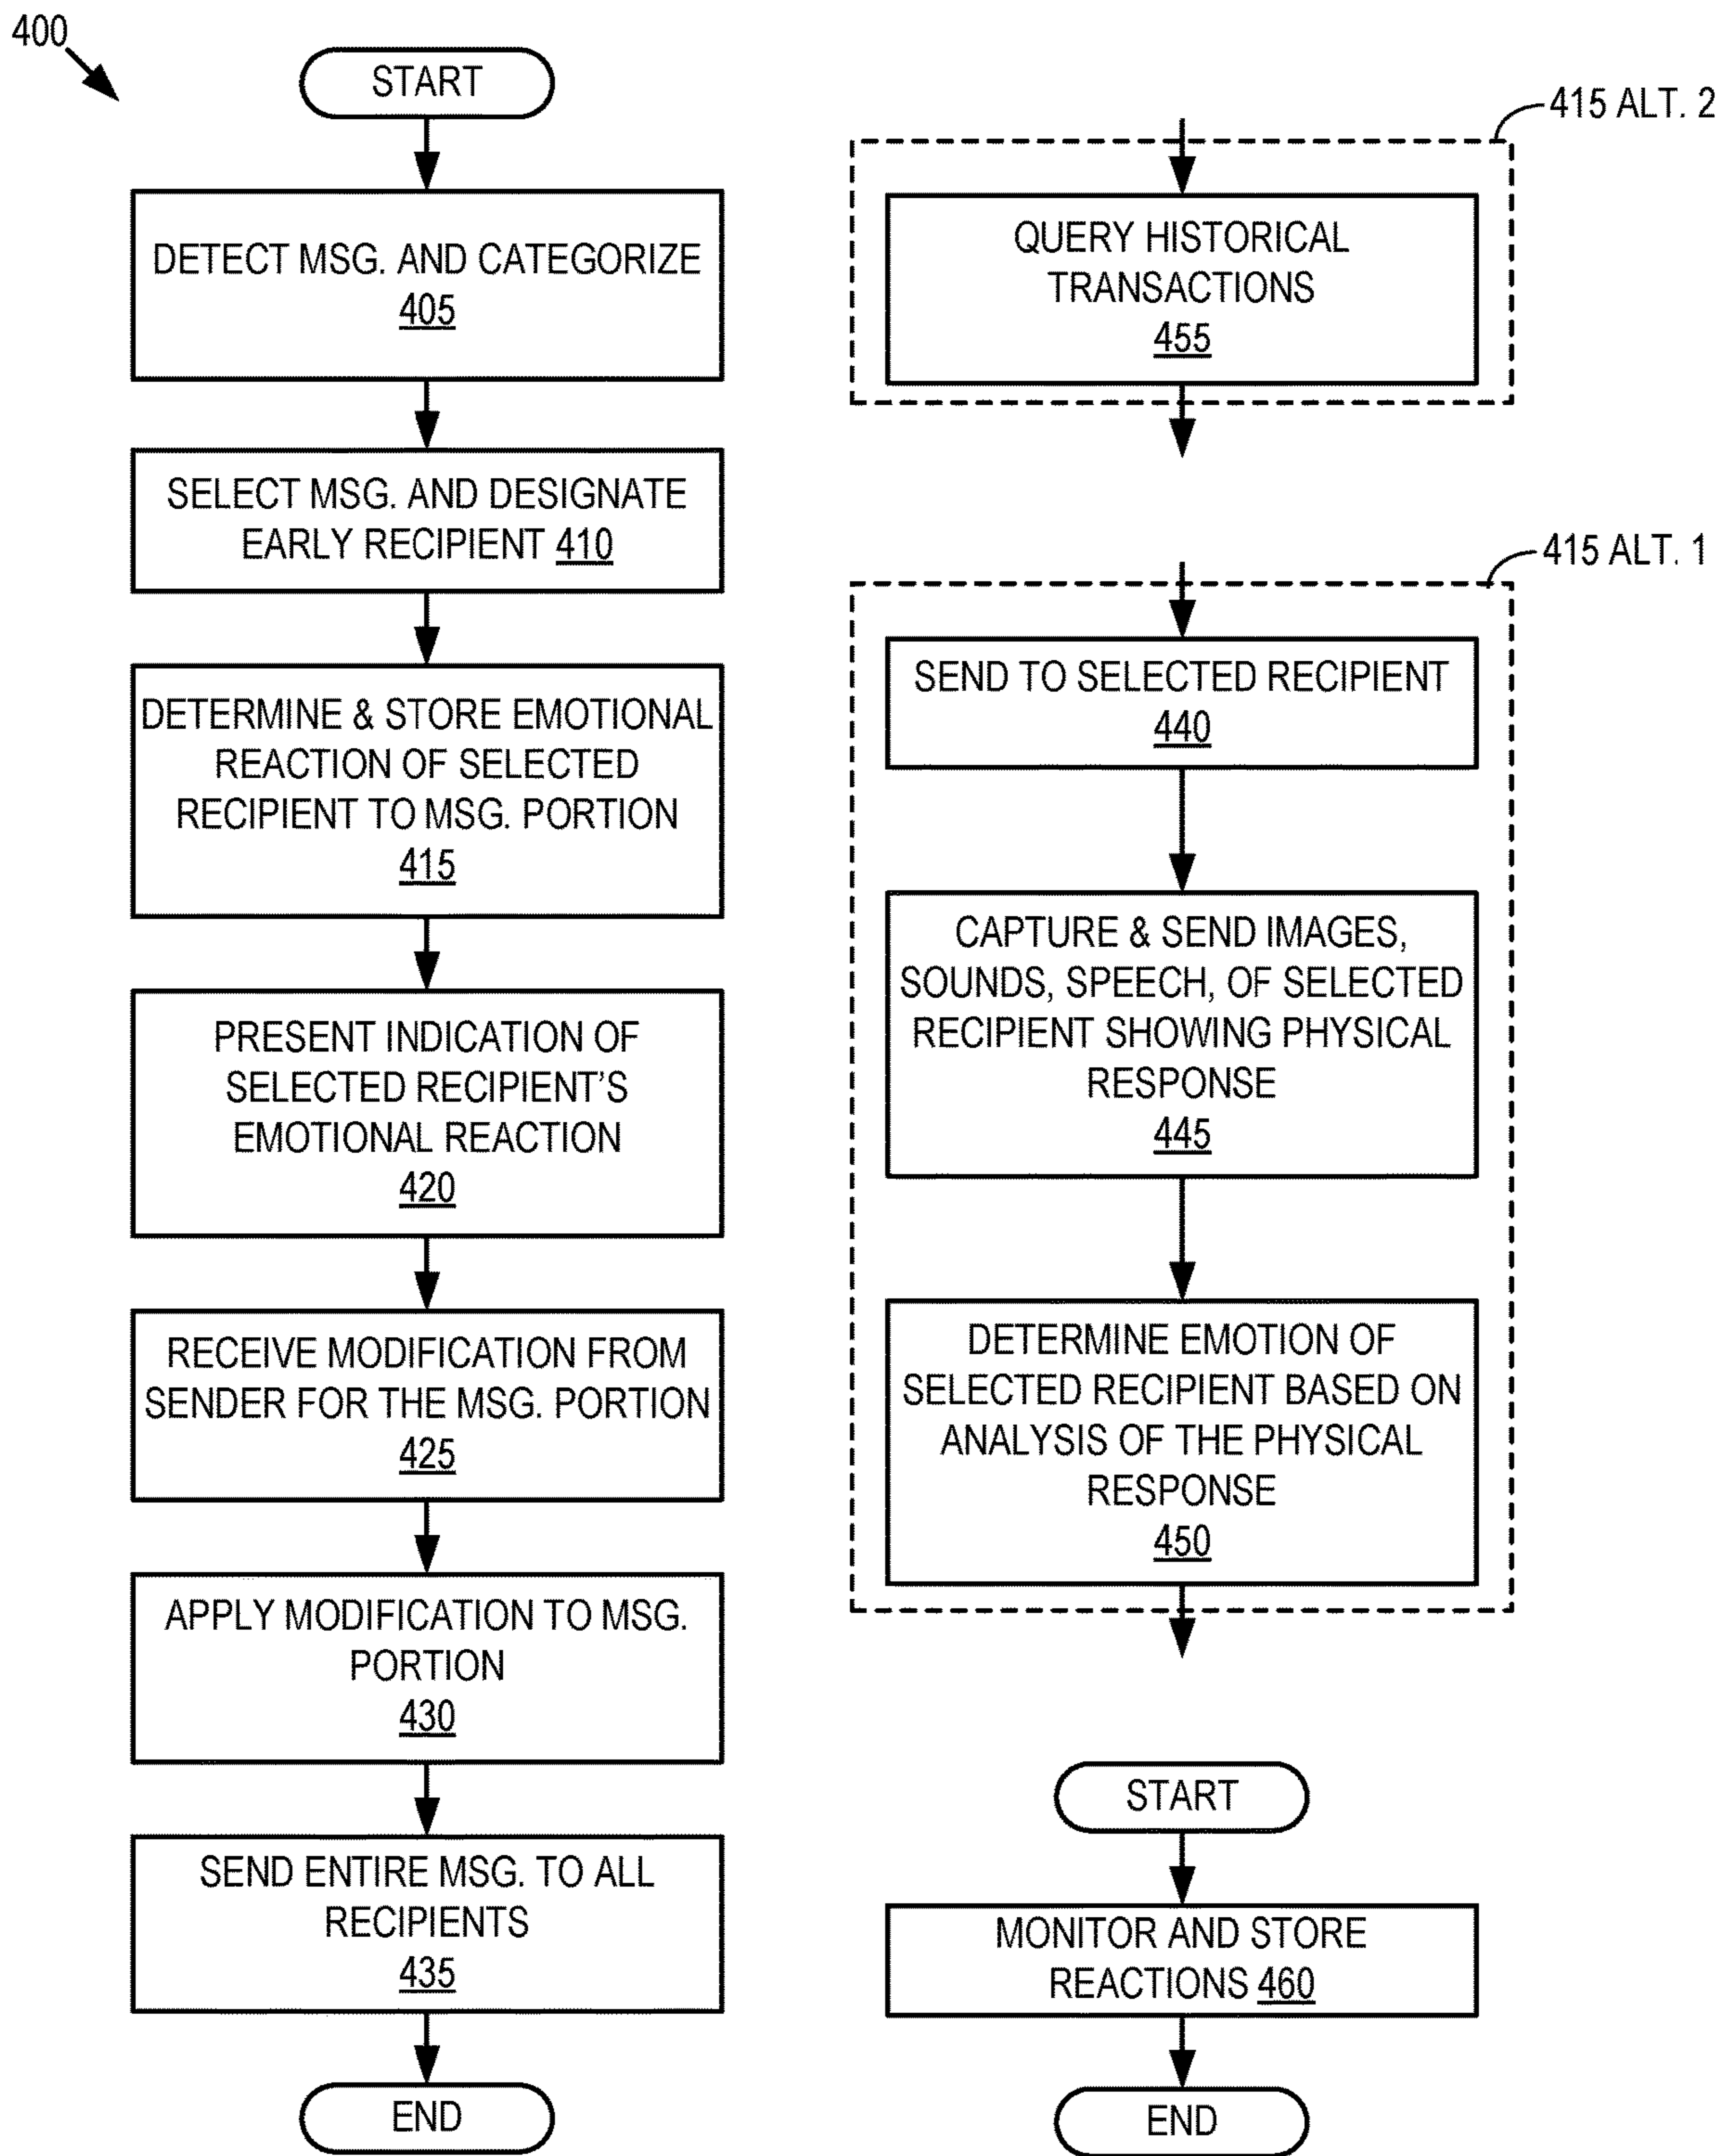 400
START
DETECT MSG. AND CATEGORIZE
405
SELECT MSG. AND DESIGNATE
EARLY RECIPIENT 410
DETERMINE & STORE EMOTIONAL
REACTION OF SELECTED
RECIPIENT TO MSG. PORTION
415
PRESENT INDICATION OF
SELECTED RECIPIENT'S
EMOTIONAL REACTION
420
RECEIVE MODIFICATION FROM
SENDER FOR THE MSG. PORTION
425
APPLY MODIFICATION TO MSG.
PORTION
430
SEND ENTIRE MSG. TO ALL
RECIPIENTS
435
END
415 ALT. 2
QUERY HISTORICAL
TRANSACTIONS
455
415 ALT. 1
SEND TO SELECTED RECIPIENT
440
CAPTURE & SEND IMAGES,
SOUNDS, SPEECH, OF SELECTED
RECIPIENT SHOWING PHYSICAL
RESPONSE
445
DETERMINE EMOTION OF
SELECTED RECIPIENT BASED ON
ANALYSIS OF THE PHYSICAL
RESPONSE
450
START
MONITOR AND STORE
REACTIONS 460
END